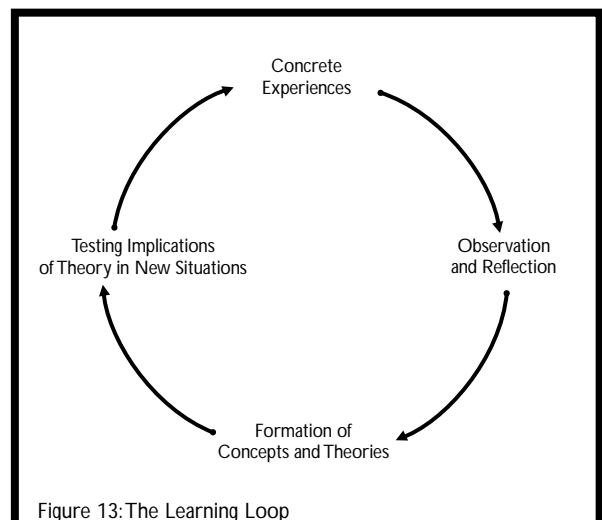 Concrete
Experiences
Observation
and Reflection
Formation of
Concepts and Theories
Testing Implications
of Theory in New Situations
Figure 13: The Learning Loop